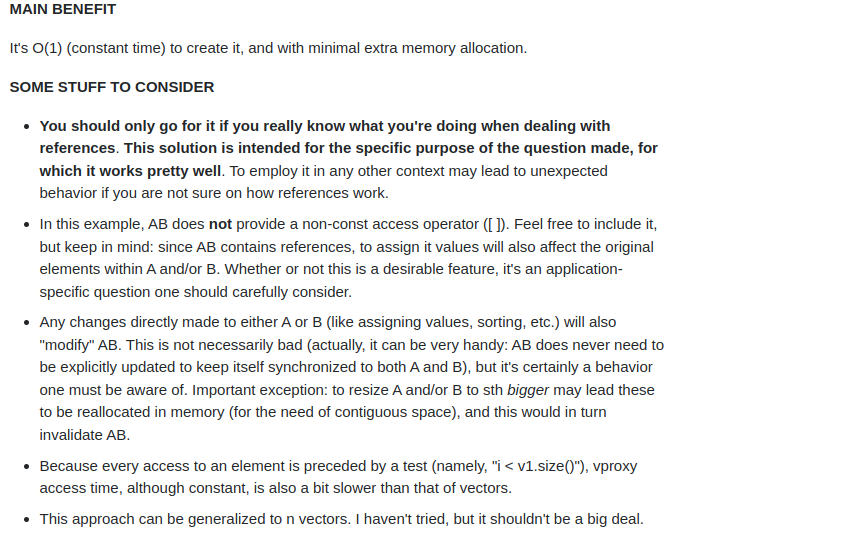 MAIN BENEFIT
It's O(1) (constant time) to create it, and with minimal extra memory allocation.
SOME STUFF TO CONSIDER
• You should only go for it if you really know what you're doing when dealing with
references. This solution is intended for the specific purpose of the question made, for
which it works pretty well. To employ it in any other context may lead to unexpected
behavior if you are not sure on how references work.
• In this example, AB does not provide a non-const access operator ([ ]). Feel free to include it,
but keep in mind: since AB contains references, to assign it values will also affect the original
elements within A and/or B. Whether or not this is a desirable feature, it's an application-
specific question one should carefully consider.
• Any changes directly made to either A or B (like assigning values, sorting, etc.) will also
"modify" AB. This is not necessarily bad (actually, it can be very handy: AB does never need to
be explicitly updated to keep itself synchronized to both A and B), but it's certainly a behavior
one must be aware of. Important exception: to resize A and/or B to sth bigger may lead these
to be reallocated in memory (for the need of contiguous space), and this would in turn
invalidate AB.
• Because every access to an element is preceded by a test (namely, "i < v1.size()"), vproxy
access time, although constant, is also a bit slower than that of vectors.
• This approach can be generalized to n vectors. I haven't tried, but it shouldn't be a big deal.